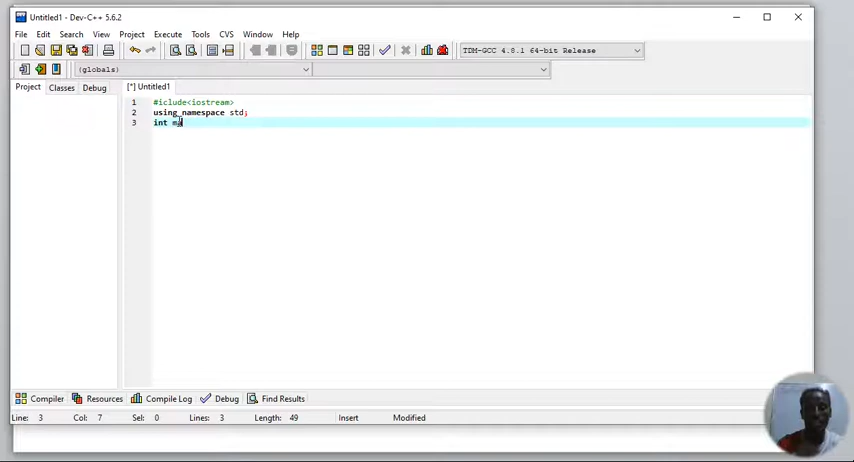 Untitled1 - Dev-C++ 5.6.2
File Edit Search View Project Execute Tools CVS Window Help
TDM-GCC 4.8.1 64-bit Release
(globals)
Project Classes Debug [*] Untitled1
1 #iclude<iostream>
2 using namespace std;
3 int ma
Compiler Resources Compile Log Debug Find Results
Line: 3 Col: 7 Sel: 0 Lines: 3 Length: 49 Insert Modified